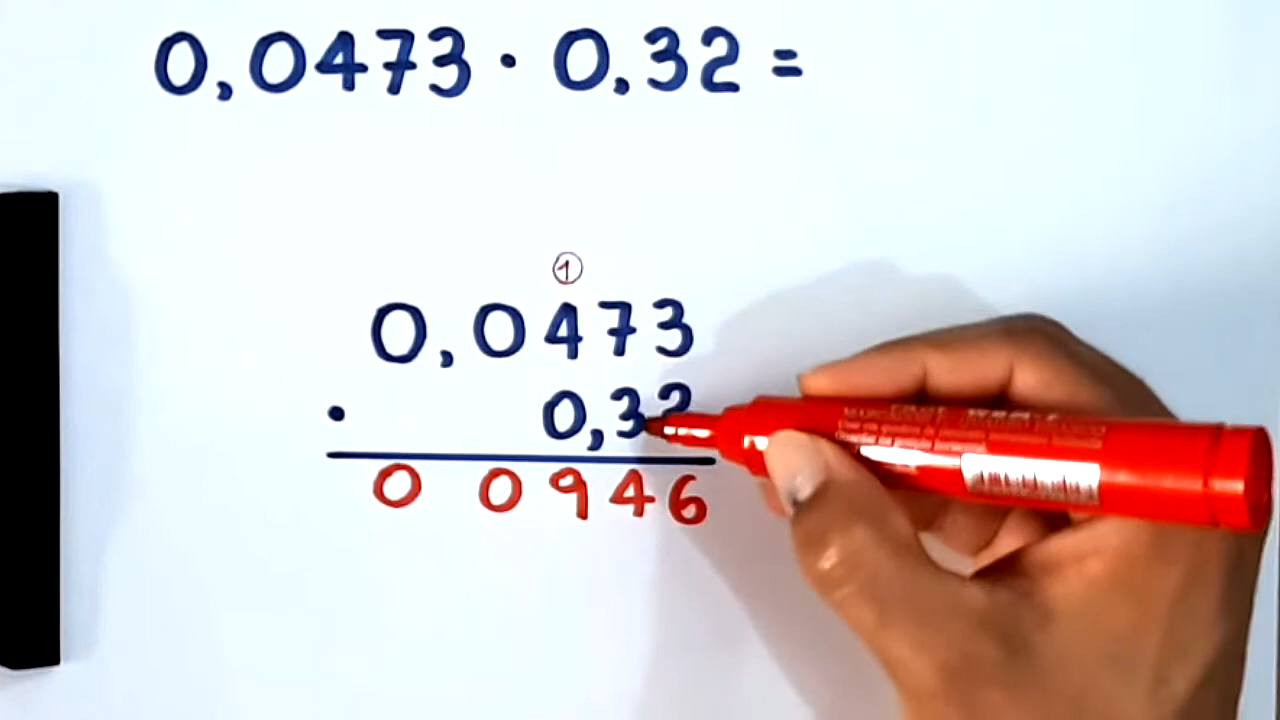 0,0473 · 0,32 =
1
0,0473
· 0,32
0 0946